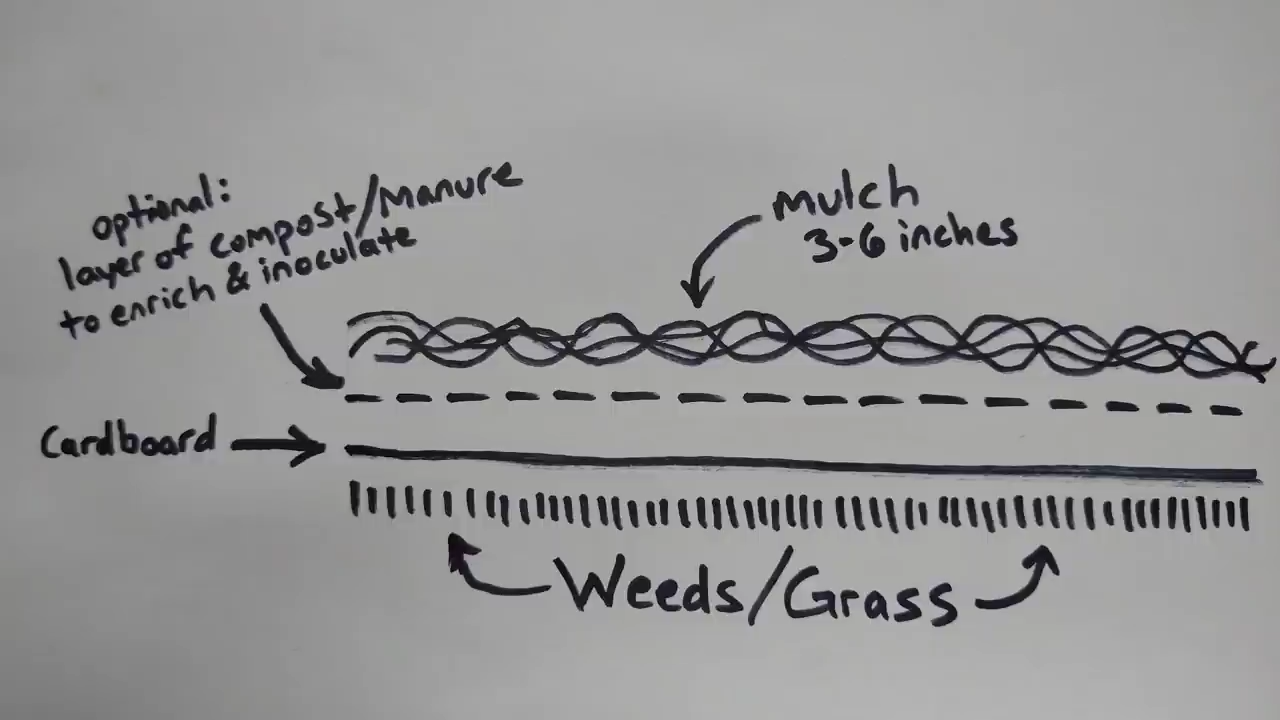 optional:
layer of compost/Manure
to enrich & inoculate
mulch
3-6 inches
Cardboard
Weeds/Grass